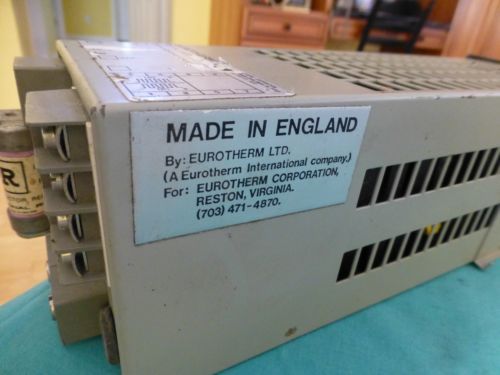 MADE IN ENGLAND
By: EUROTHERM LTD.
(A Eurotherm International company.)
For: EUROTHERM CORPORATION,
RESTON, VIRGINIA.
(703) 471-4870.
R